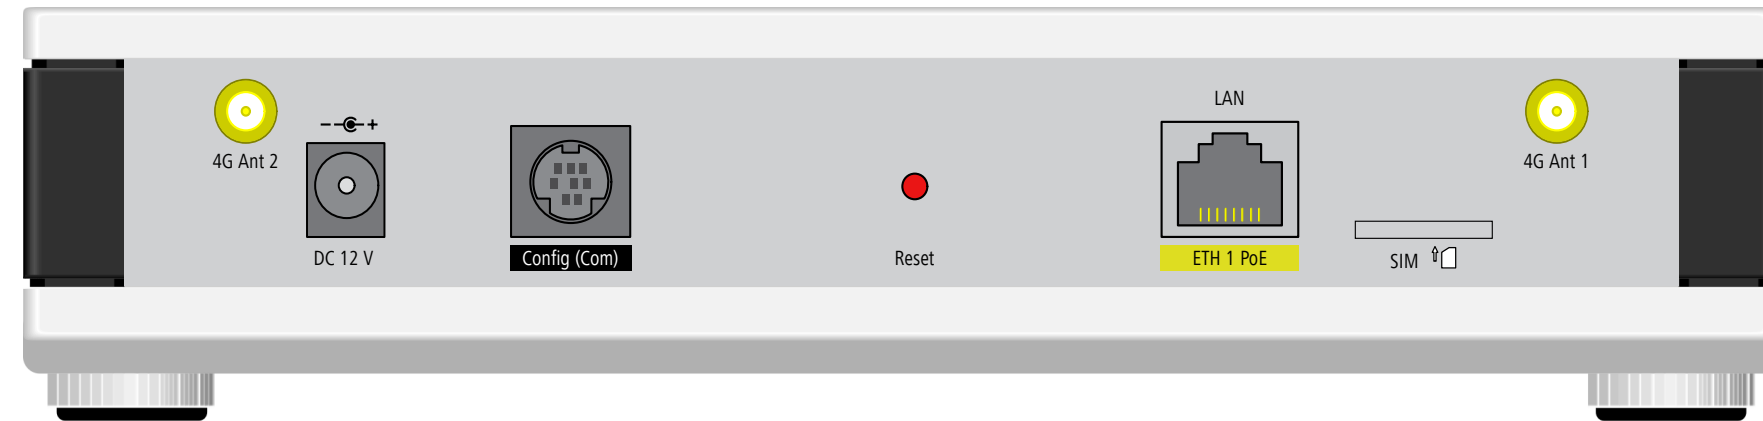 LAN
4G Ant 2
4G Ant 1
DC 12 V
Config (Com)
Reset
ETH 1 PoE
SIM